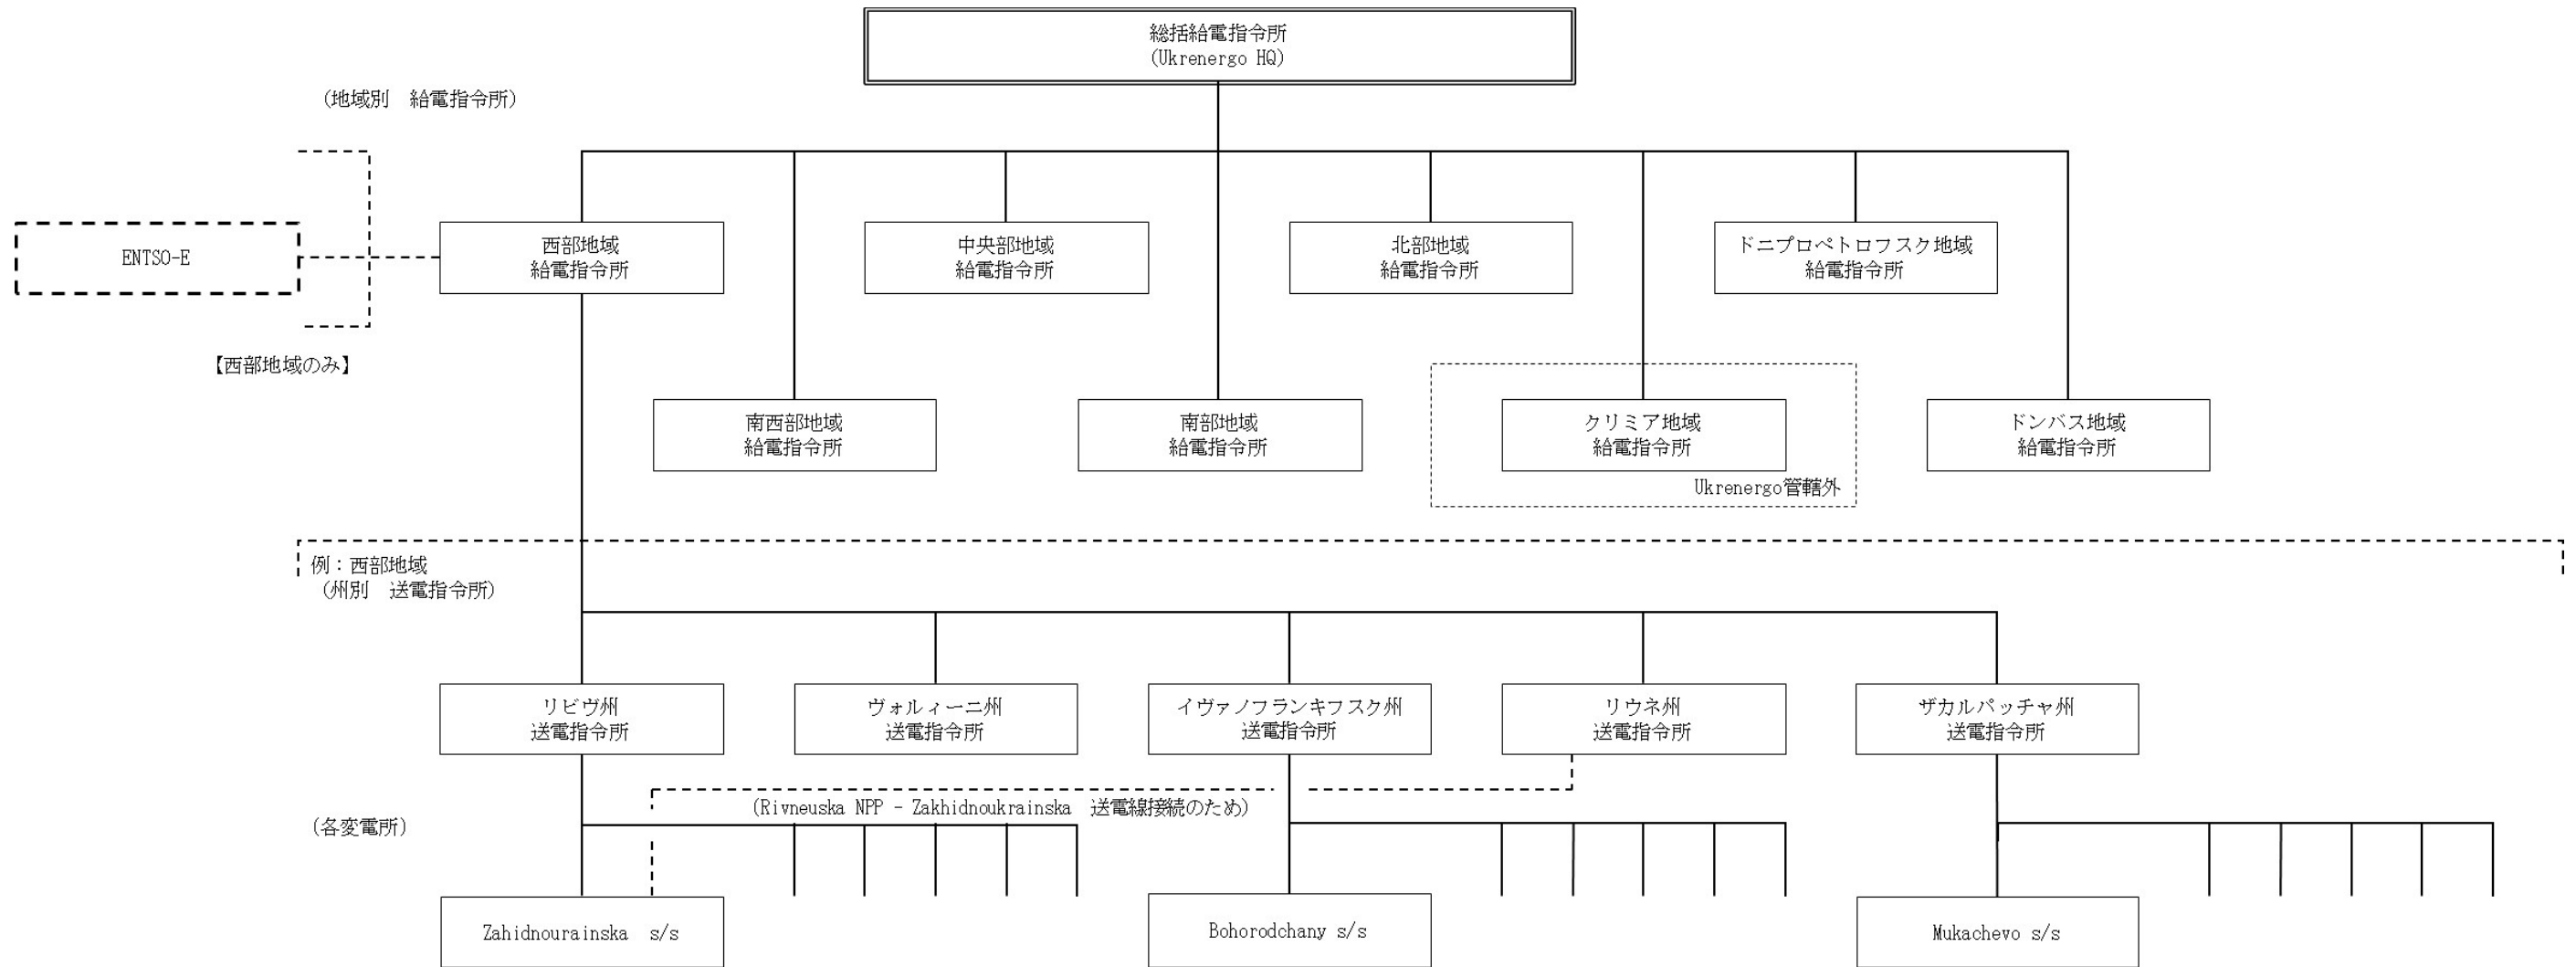 総括給電指令所
(Ukrenergo HQ)
(地域別　給電指令所)
ENTSO-E
西部地域
給電指令所
中央部地域
給電指令所
北部地域
給電指令所
ドニプロペトロフスク地域
給電指令所
【西部地域のみ】
南西部地域
給電指令所
南部地域
給電指令所
クリミア地域
給電指令所
Ukrenergo管轄外
ドンバス地域
給電指令所
例：西部地域
(州別　送電指令所)
リビヴ州
送電指令所
ヴォルィーニ州
送電指令所
イヴァノフランキフスク州
送電指令所
リウネ州
送電指令所
ザカルパッチャ州
送電指令所
(Rivneuska NPP - Zakhidnoukrainska　送電線接続のため)
(各変電所)
Zahidnourainska　s/s
Bohorodchany s/s
Mukachevo s/s